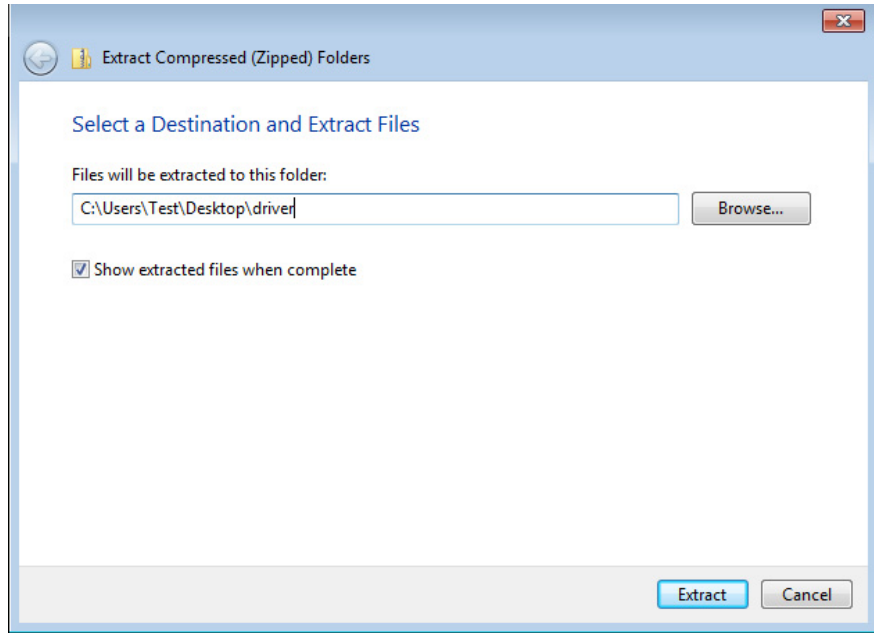 Extract Compressed (Zipped) Folders
Select a Destination and Extract Files
Files will be extracted to this folder:
C:\Users\Test\Desktop\driver
Browse...
Show extracted files when complete
Extract
Cancel